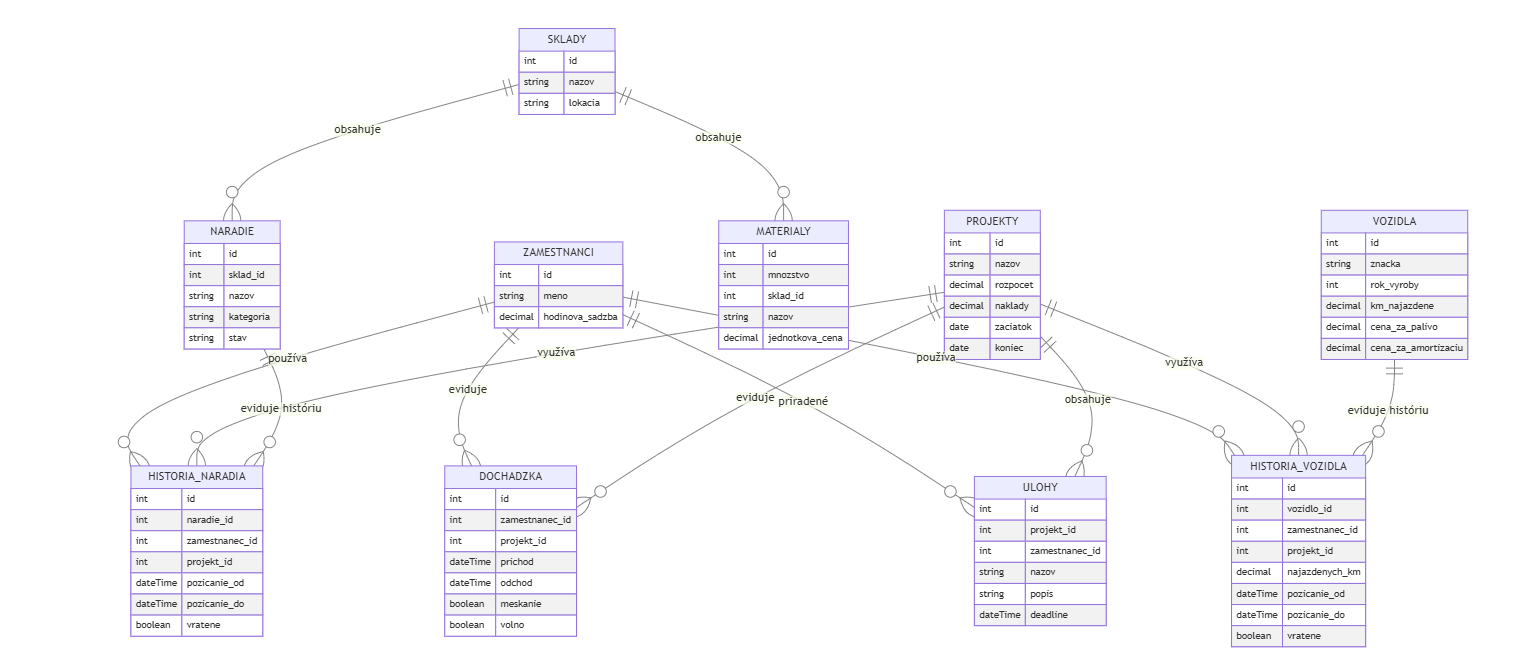 SKLADY
int id
string nazov
string lokacia
obsahuje
obsahuje
NARADIE
int id
int sklad_id
string nazov
string kategoria
string stav
ZAMESTNANCI
int id
string meno
decimal hodinova_sadzba
MATERIALY
int id
int mnozstvo
int sklad_id
string nazov
decimal jednotkova_cena
PROJEKTY
int id
string nazov
decimal rozpocet
decimal naklady
date zaciatok
date koniec
VOZIDLA
int id
string znacka
int rok_vyroby
decimal km_najazdene
decimal cena_za_palivo
decimal cena_za_amortizaciu
používa
využíva
používa
využíva
eviduje
eviduje
priradené
obsahuje
eviduje históriu
eviduje históriu
HISTORIA_NARADIA
int id
int naradie_id
int zamestnanec_id
int projekt_id
dateTime pozicanie_od
dateTime pozicanie_do
boolean vratene
DOCHADZKA
int id
int zamestnanec_id
int projekt_id
dateTime prichod
dateTime odchod
boolean meskanie
boolean volno
ULOHY
int id
int projekt_id
int zamestnanec_id
string nazov
string popis
dateTime deadline
HISTORIA_VOZIDLA
int id
int vozidlo_id
int zamestnanec_id
int projekt_id
decimal najazdenych_km
dateTime pozicanie_od
dateTime pozicanie_do
boolean vratene